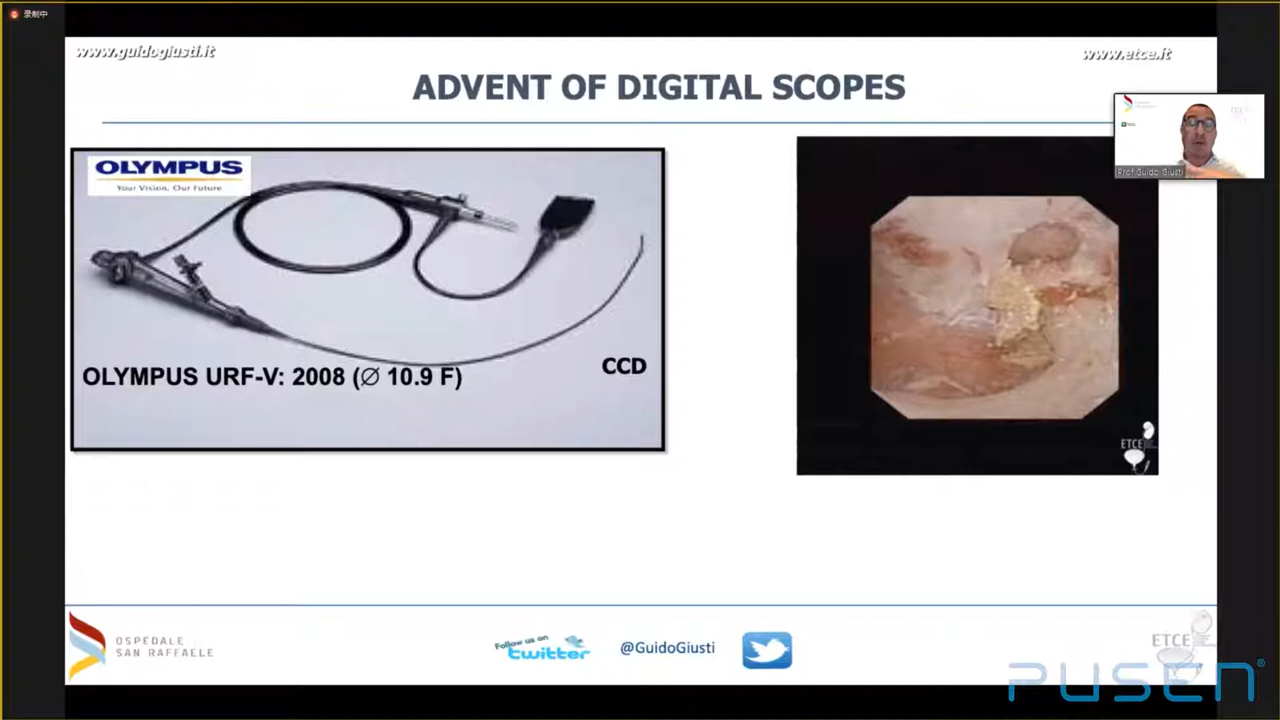 录制中
www.guidogiusti.it
www.etce.it
ADVENT OF DIGITAL SCOPES
OLYMPUS
Your Vision, Our Future
Prof Guido Giusti
CCD
OLYMPUS URF-V: 2008 (∅ 10.9 F)
ETCE
OSPEDALE
SAN RAFFAELE
Follow us on
twitter
@GuidoGiusti
ETCE
PUSEN®